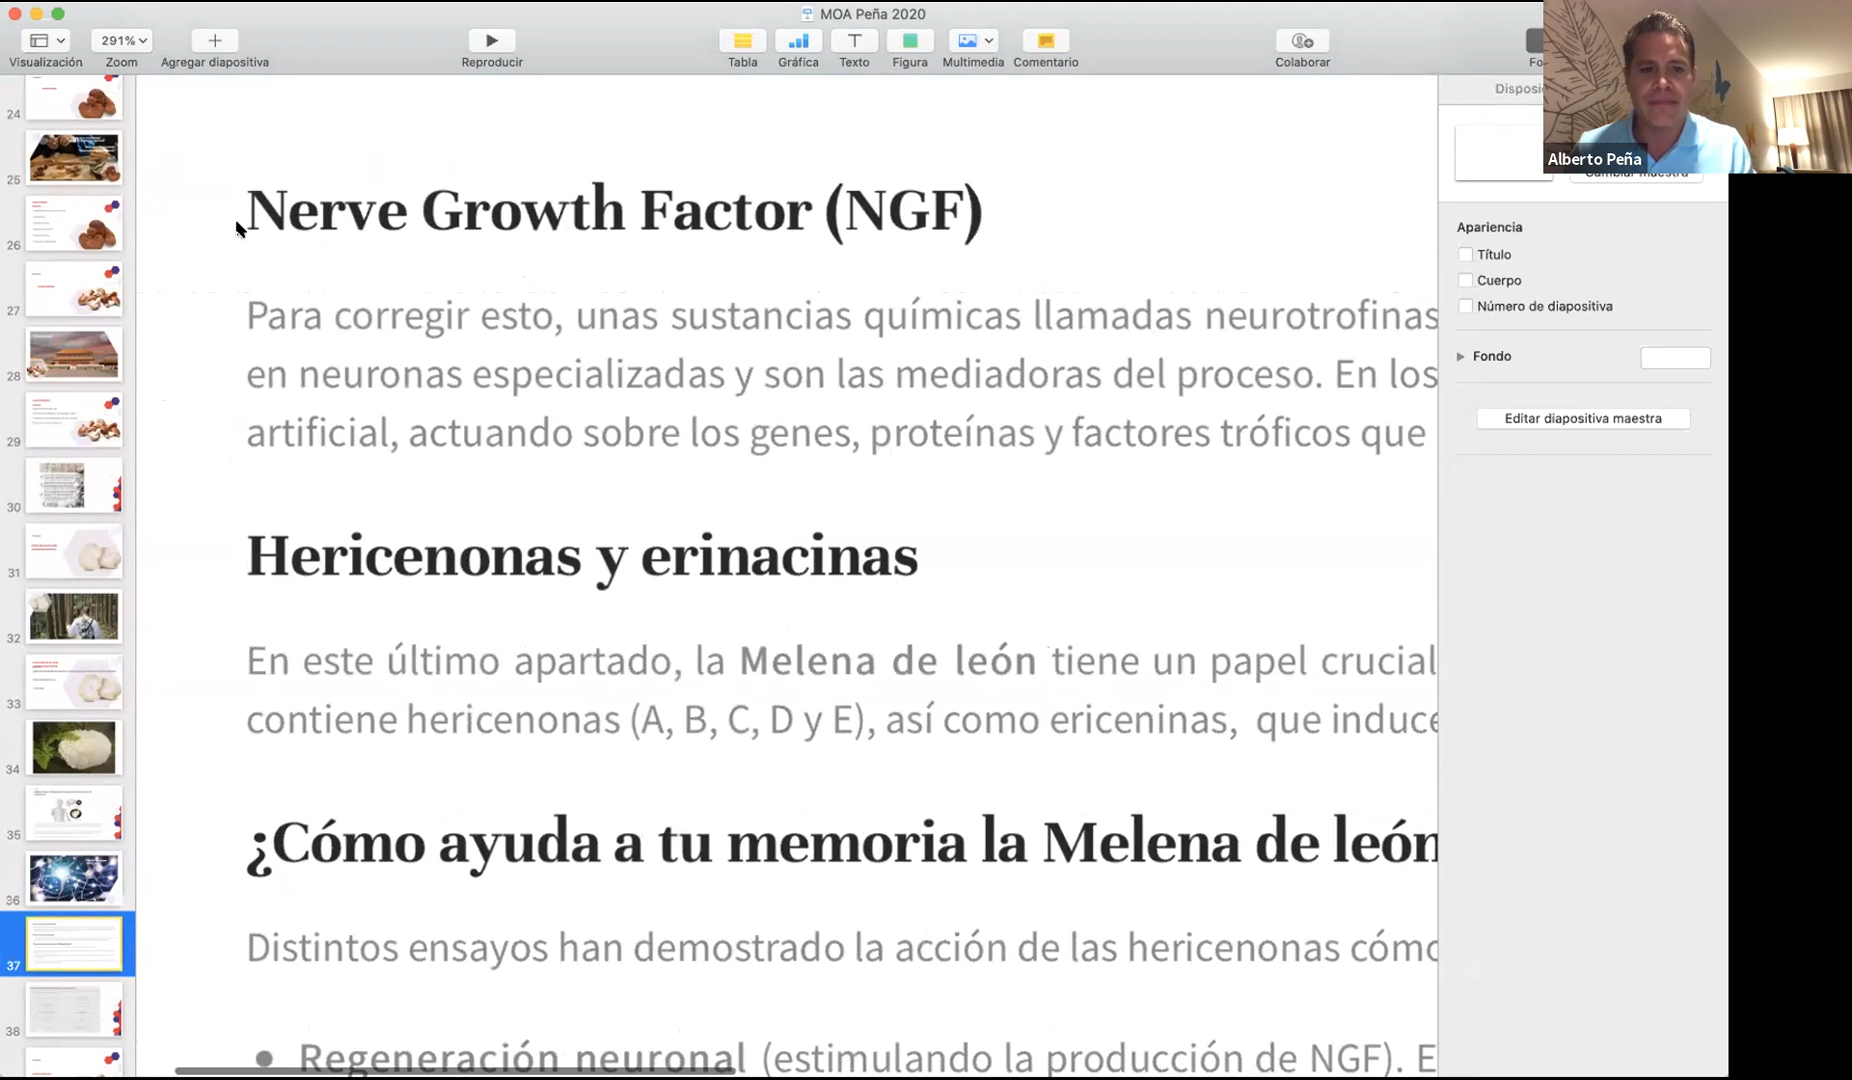 MOA Peña 2020
291%
Visualización
Zoom
Agregar diapositiva
Reproducir
Tabla
Gráfica
Texto
Figura
Multimedia
Comentario
Colaborar
Alberto Peña
Nerve Growth Factor (NGF)
Para corregir esto, unas sustancias químicas llamadas neurotrofinas
en neuronas especializadas y son las mediadoras del proceso. En los
artificial, actuando sobre los genes, proteínas y factores tróficos que
Hericenonas y erinacinas
En este último apartado, la Melena de león tiene un papel crucial
contiene hericenonas (A, B, C, D y E), así como ericeninas, que induce
¿Cómo ayuda a tu memoria la Melena de león
Distintos ensayos han demostrado la acción de las hericenonas cómo
• Regeneración neuronal (estimulando la producción de NGF). E
Cambiar maestra
Apariencia
Título
Cuerpo
Número de diapositiva
Fondo
Editar diapositiva maestra
24
25
26
27
28
29
30
31
32
33
34
35
36
37
38